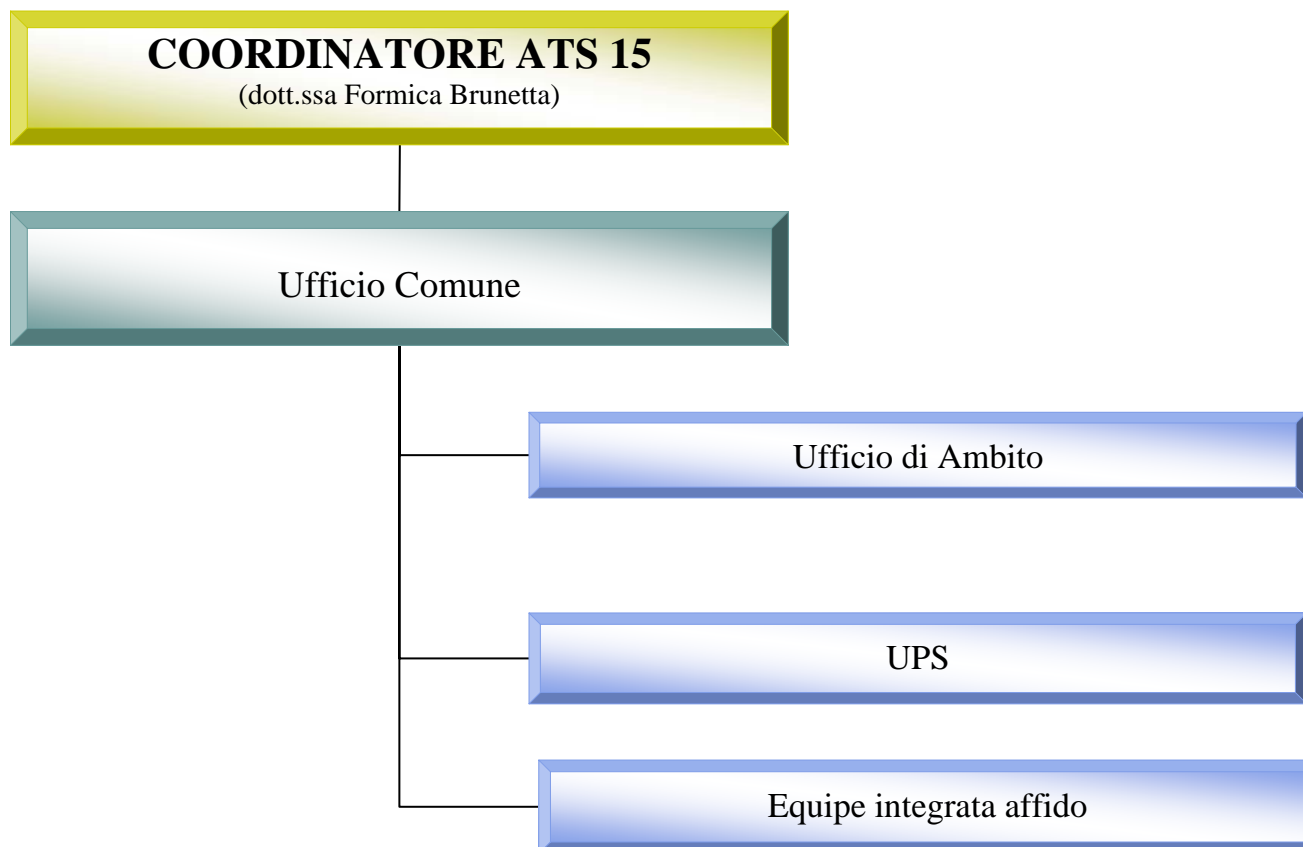 COORDINATORE ATS 15
(dott.ssa Formica Brunetta)
Ufficio Comune
Ufficio di Ambito
UPS
Equipe integrata affido